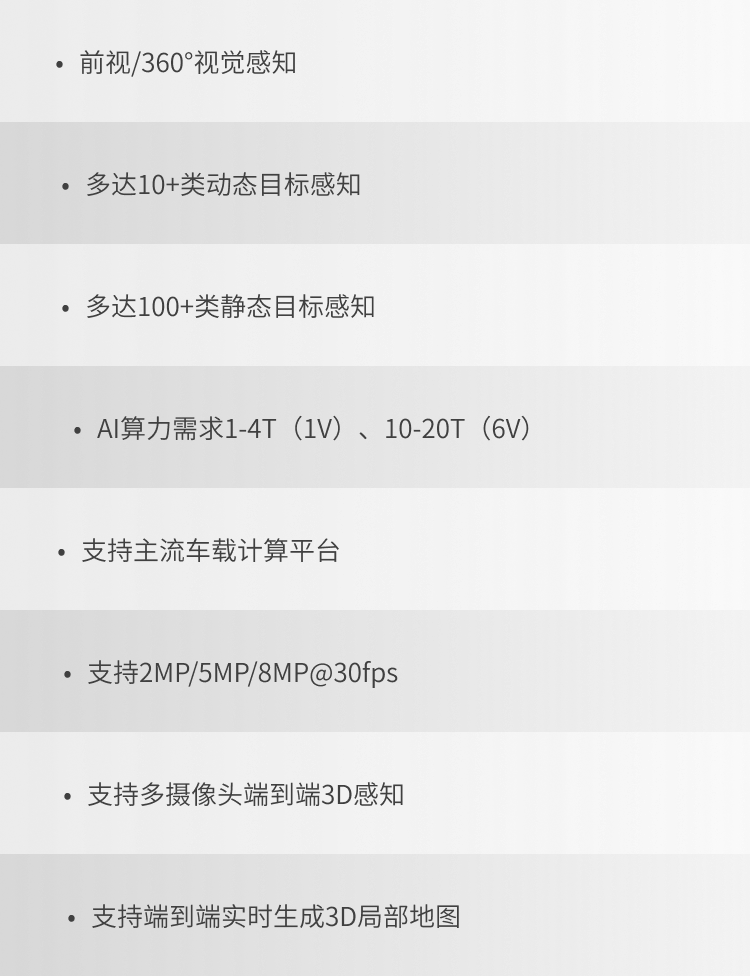 • 前视/360°视觉感知
• 多达10+类动态目标感知
• 多达100+类静态目标感知
• AI算力需求1-4T（1V）、10-20T（6V）
• 支持主流车载计算平台
• 支持2MP/5MP/8MP@30fps
• 支持多摄像头端到端3D感知
• 支持端到端实时生成3D局部地图